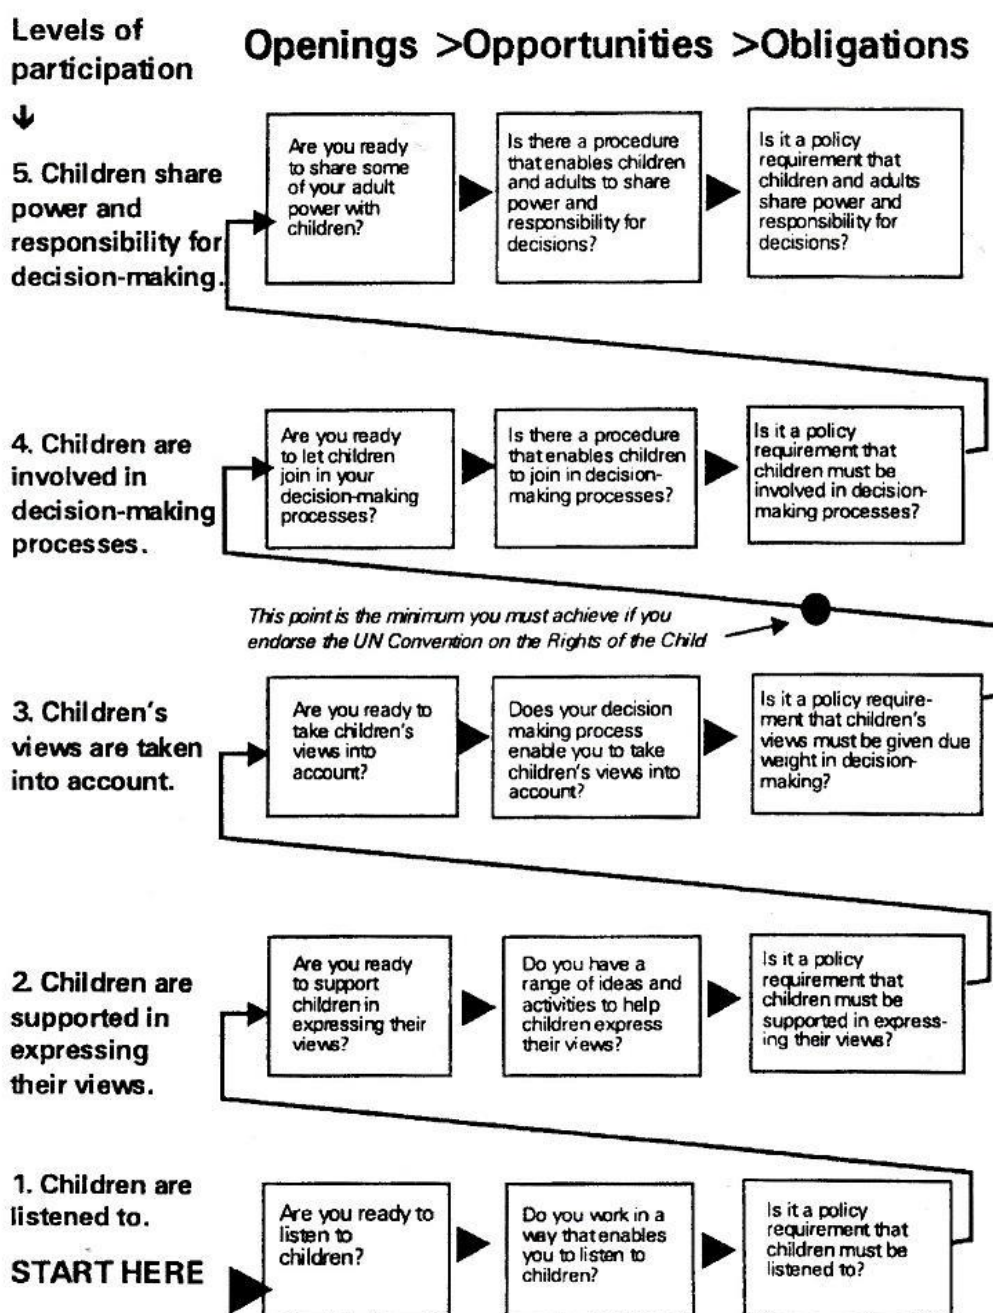 Levels of
participation
Openings >Opportunities >Obligations
5. Children share
power and
responsibility for
decision-making.
Are you ready
to share some
of your adult
power with
children?
Is there a procedure
that enables children
and adults to share
power and
responsibility for
decisions?
Is it a policy
requirement that
children and adults
share power and
responsibility for
decisions?
4. Children are
involved in
decision-making
processes.
Are you ready
to let children
join in your
decision-making
processes?
Is there a procedure
that enables children
to join in decision-
making processes?
Is it a policy
requirement that
children must be
involved in decision-
making processes?
This point is the minimum you must achieve if you
endorse the UN Convention on the Rights of the Child
3. Children's
views are taken
into account.
Are you ready to
take children's
views into
account?
Does your decision
making process
enable you to take
children's views into
account?
Is it a policy require-
ment that children's
views must be given due
weight in decision-
making?
2. Children are
supported in
expressing
their views.
Are you ready
to support
children in
expressing their
views?
Do you have a
range of ideas and
activities to help
children express
their views?
Is it a policy
requirement that
children must be
supported in express-
ing their views?
1. Children are
listened to.
START HERE
Are you ready to
listen to
children?
Do you work in a
way that enables
you to listen to
children?
Is it a policy
requirement that
children must be
listened to?